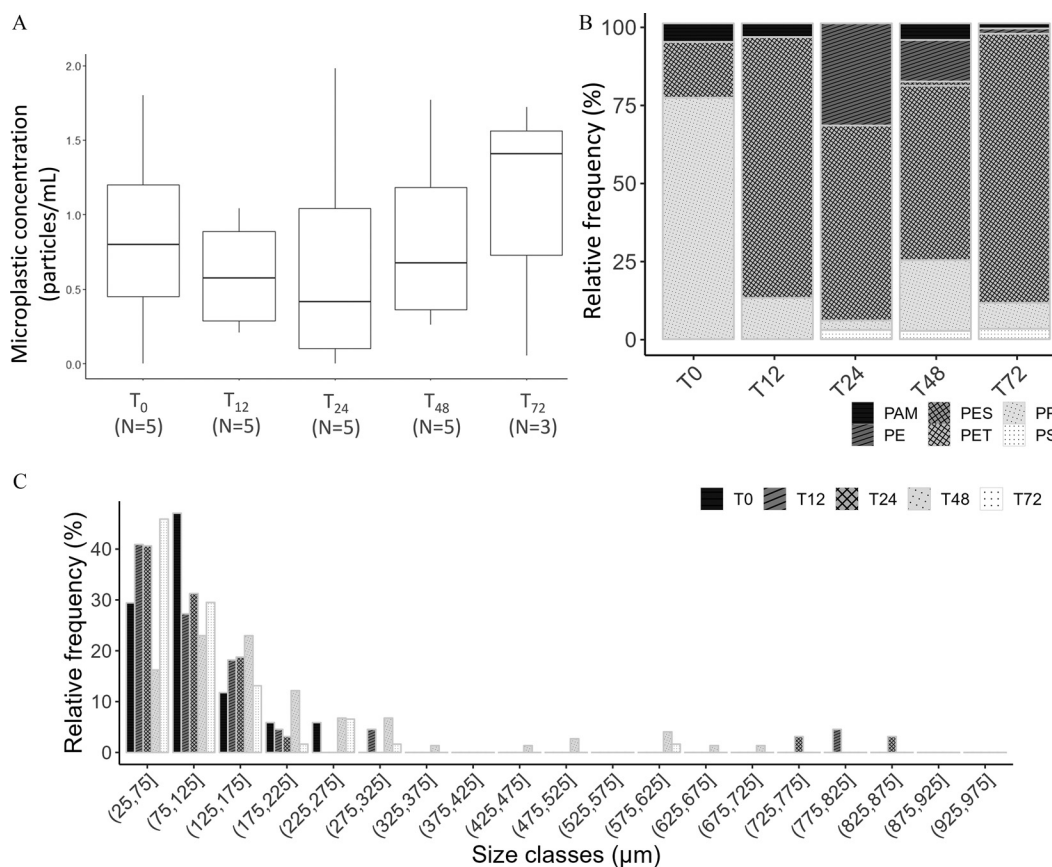 A
Microplastic concentration
(particles/mL)
2.0
1.5
1.0
0.5
0.0
T0 T12 T24 T48 T72
(N=5) (N=5) (N=5) (N=5) (N=3)
B
Relative frequency (%)
100
75
50
25
0
T0 T12 T24 T48 T72
PAM PES PP
PE PET PS
C
T0 T12 T24 T48 T72
Relative frequency (%)
40
30
20
10
0
(25,75] (75,125] (125,175] (175,225] (225,275] (275,325] (325,375] (375,425] (425,475] (475,525] (525,575] (575,625] (625,675] (675,725] (725,775] (775,825] (825,875] (875,925] (925,975]
Size classes (μm)